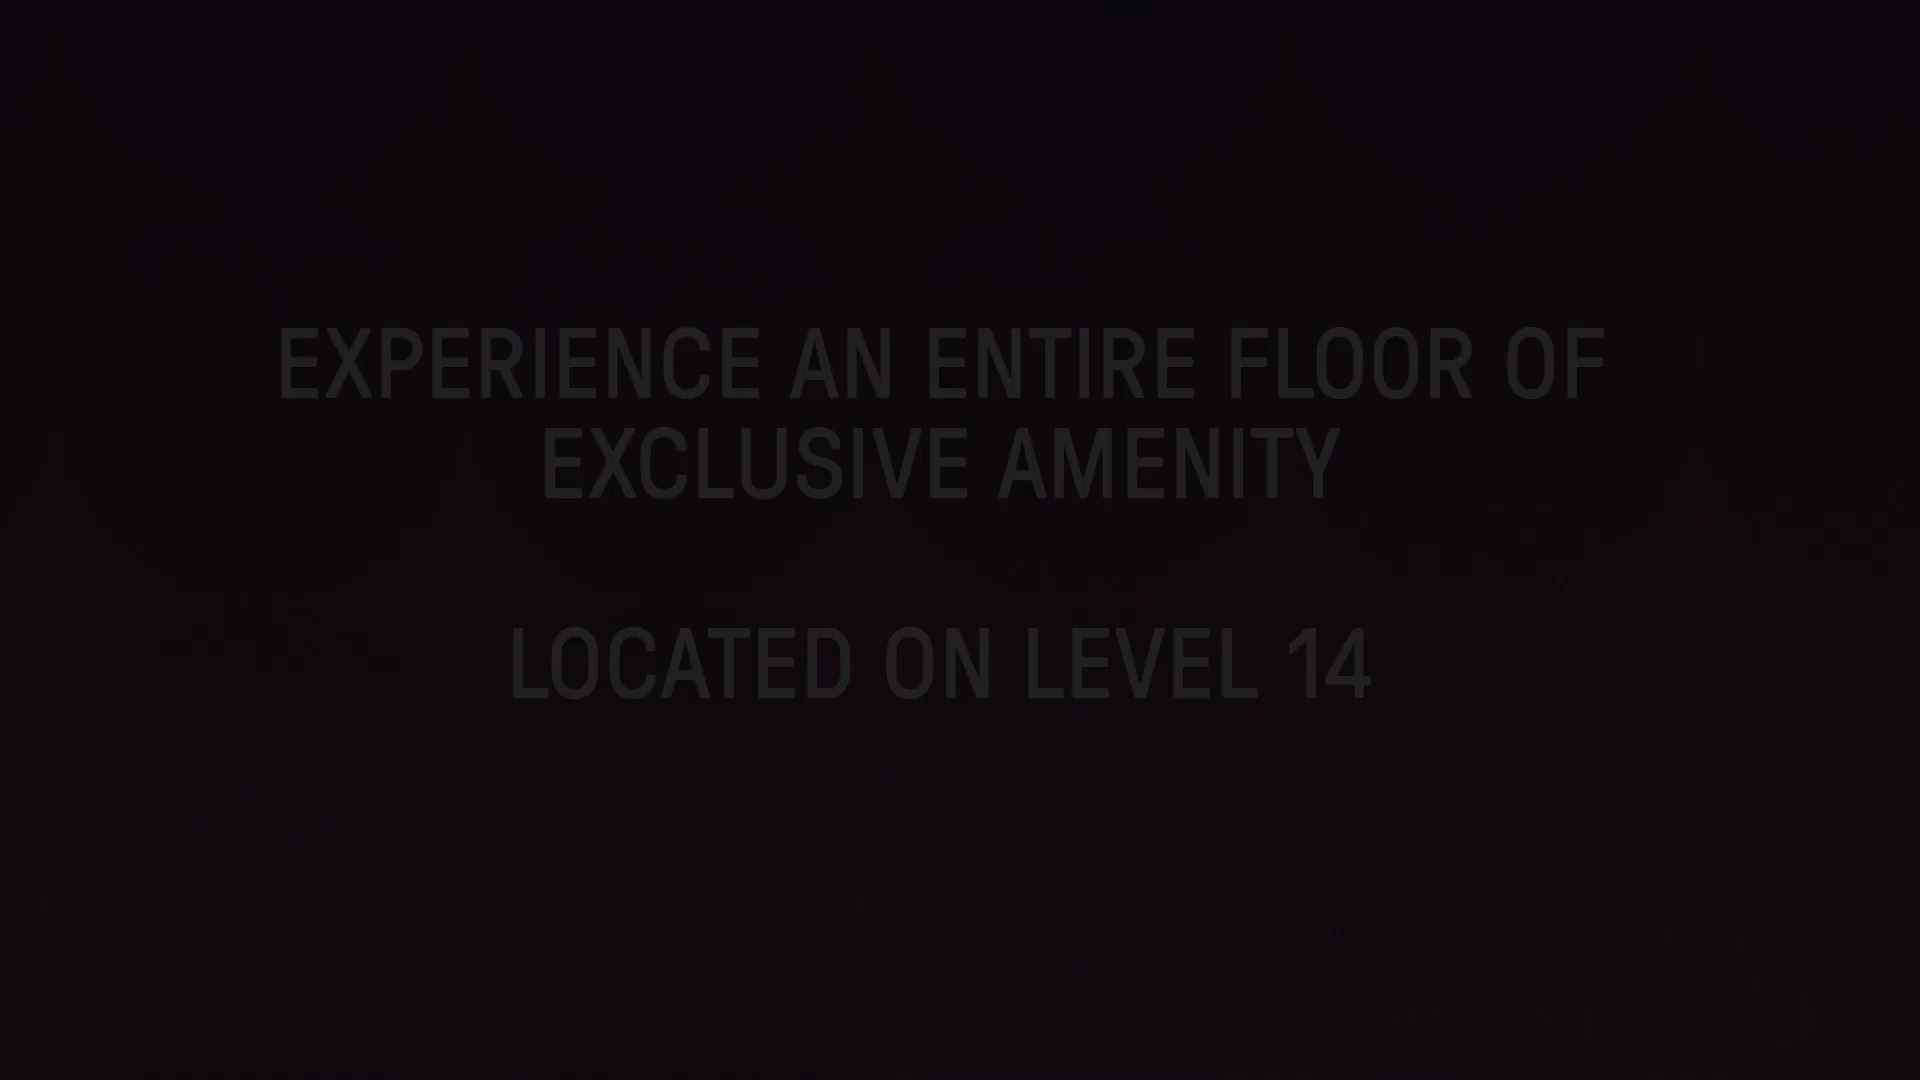 EXPERIENCE AN ENTIRE FLOOR OF
EXCLUSIVE AMENITY
LOCATED ON LEVEL 14